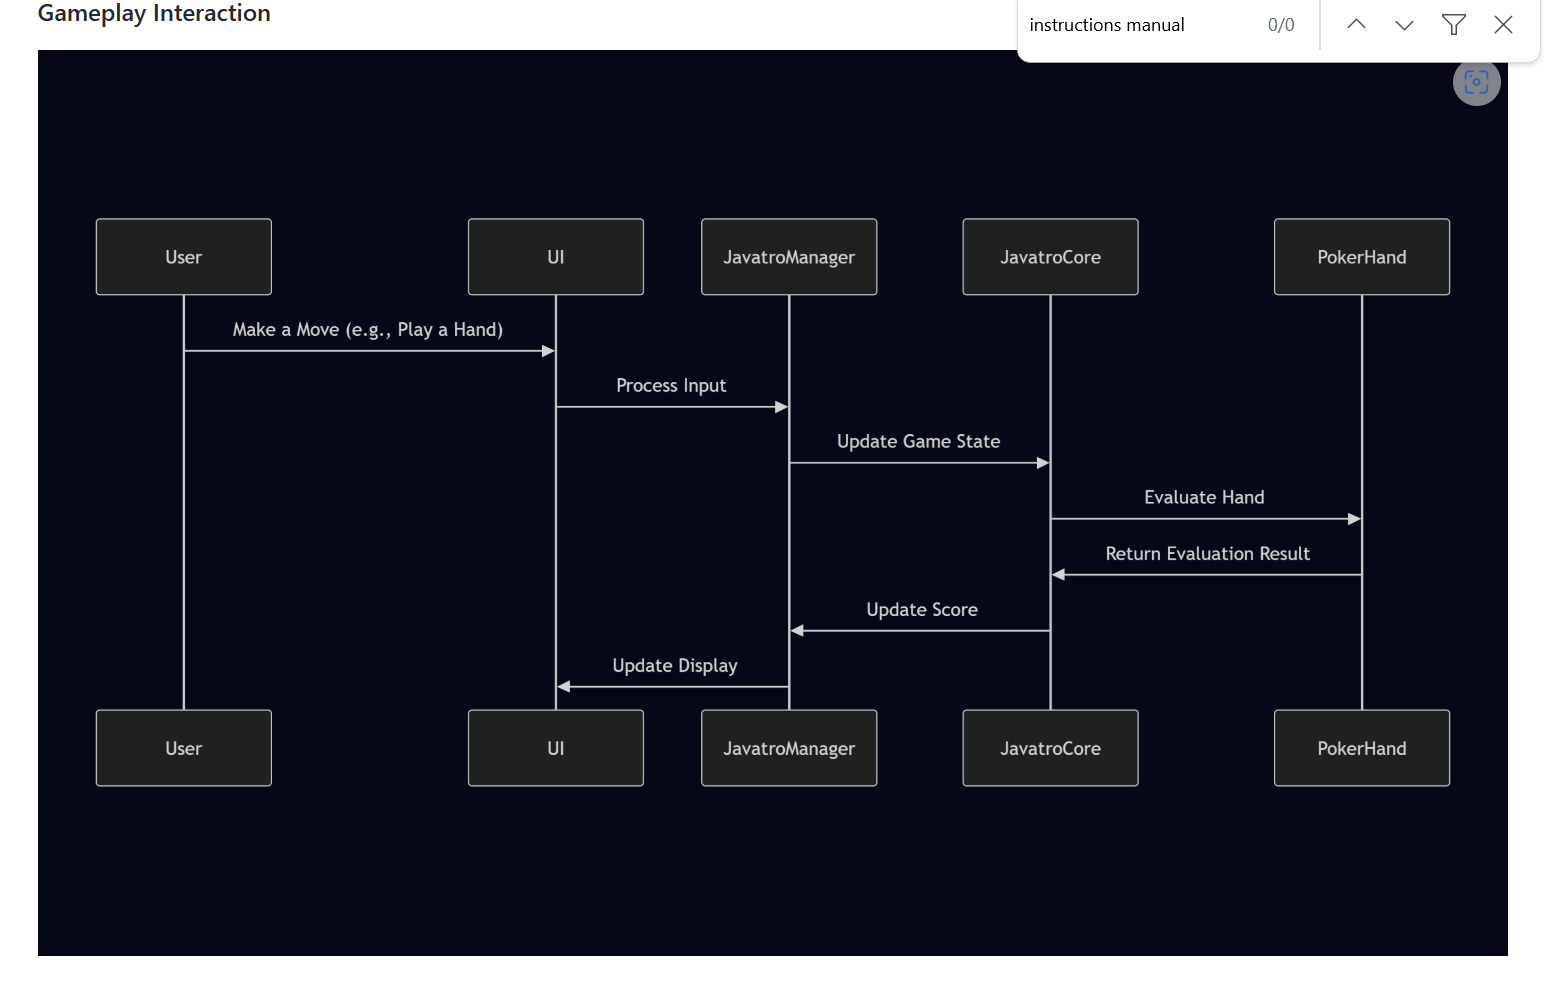 Gameplay Interaction
instructions manual 0/0
User UI JavatroManager JavatroCore PokerHand
Make a Move (e.g., Play a Hand)
Process Input
Update Game State
Evaluate Hand
Return Evaluation Result
Update Score
Update Display
User UI JavatroManager JavatroCore PokerHand